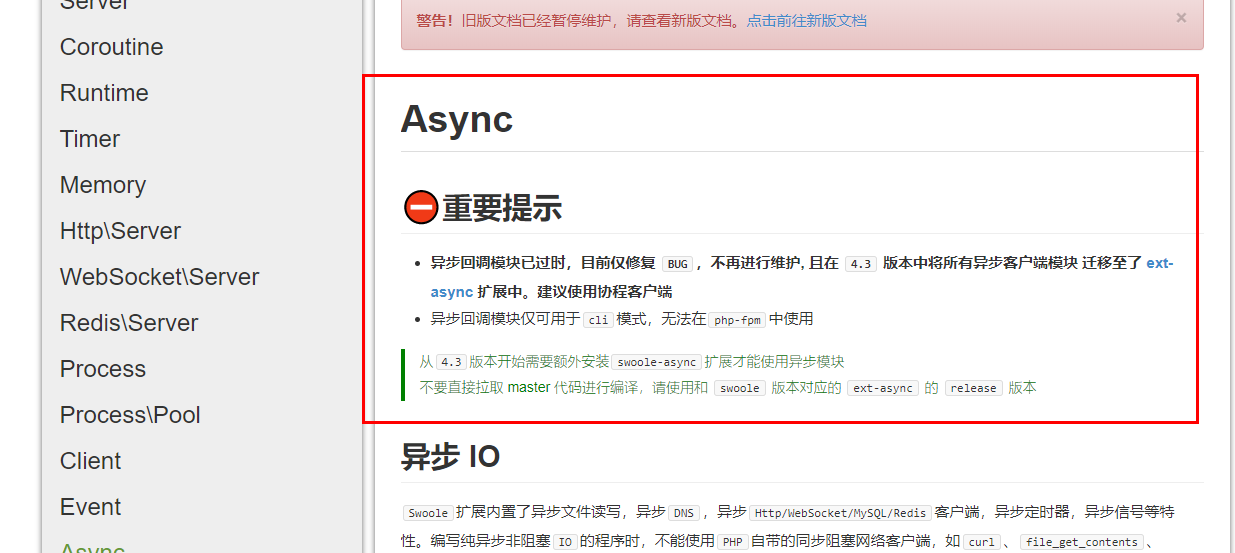 Server
Coroutine
Runtime
Timer
Memory
Http\Server
WebSocket\Server
Redis\Server
Process
Process\Pool
Client
Event
Async
警告！旧版文档已经暂停维护，请查看新版文档。点击前往新版文档 ×
Async
重要提示
• 异步回调模块已过时，目前仅修复 BUG ，不再进行维护, 且在 4.3 版本中将所有异步客户端模块 迁移至了 ext-
async 扩展中。建议使用协程客户端
• 异步回调模块仅可用于 cli 模式，无法在 php-fpm 中使用
从 4.3 版本开始需要额外安装 swoole-async 扩展才能使用异步模块
不要直接拉取 master 代码进行编译，请使用和 swoole 版本对应的 ext-async 的 release 版本
异步 IO
Swoole 扩展内置了异步文件读写，异步 DNS ，异步 Http/WebSocket/MySQL/Redis 客户端，异步定时器，异步信号等特
性。编写纯异步非阻塞 IO 的程序时，不能使用 PHP 自带的同步阻塞网络客户端，如 curl 、 file_get_contents 、